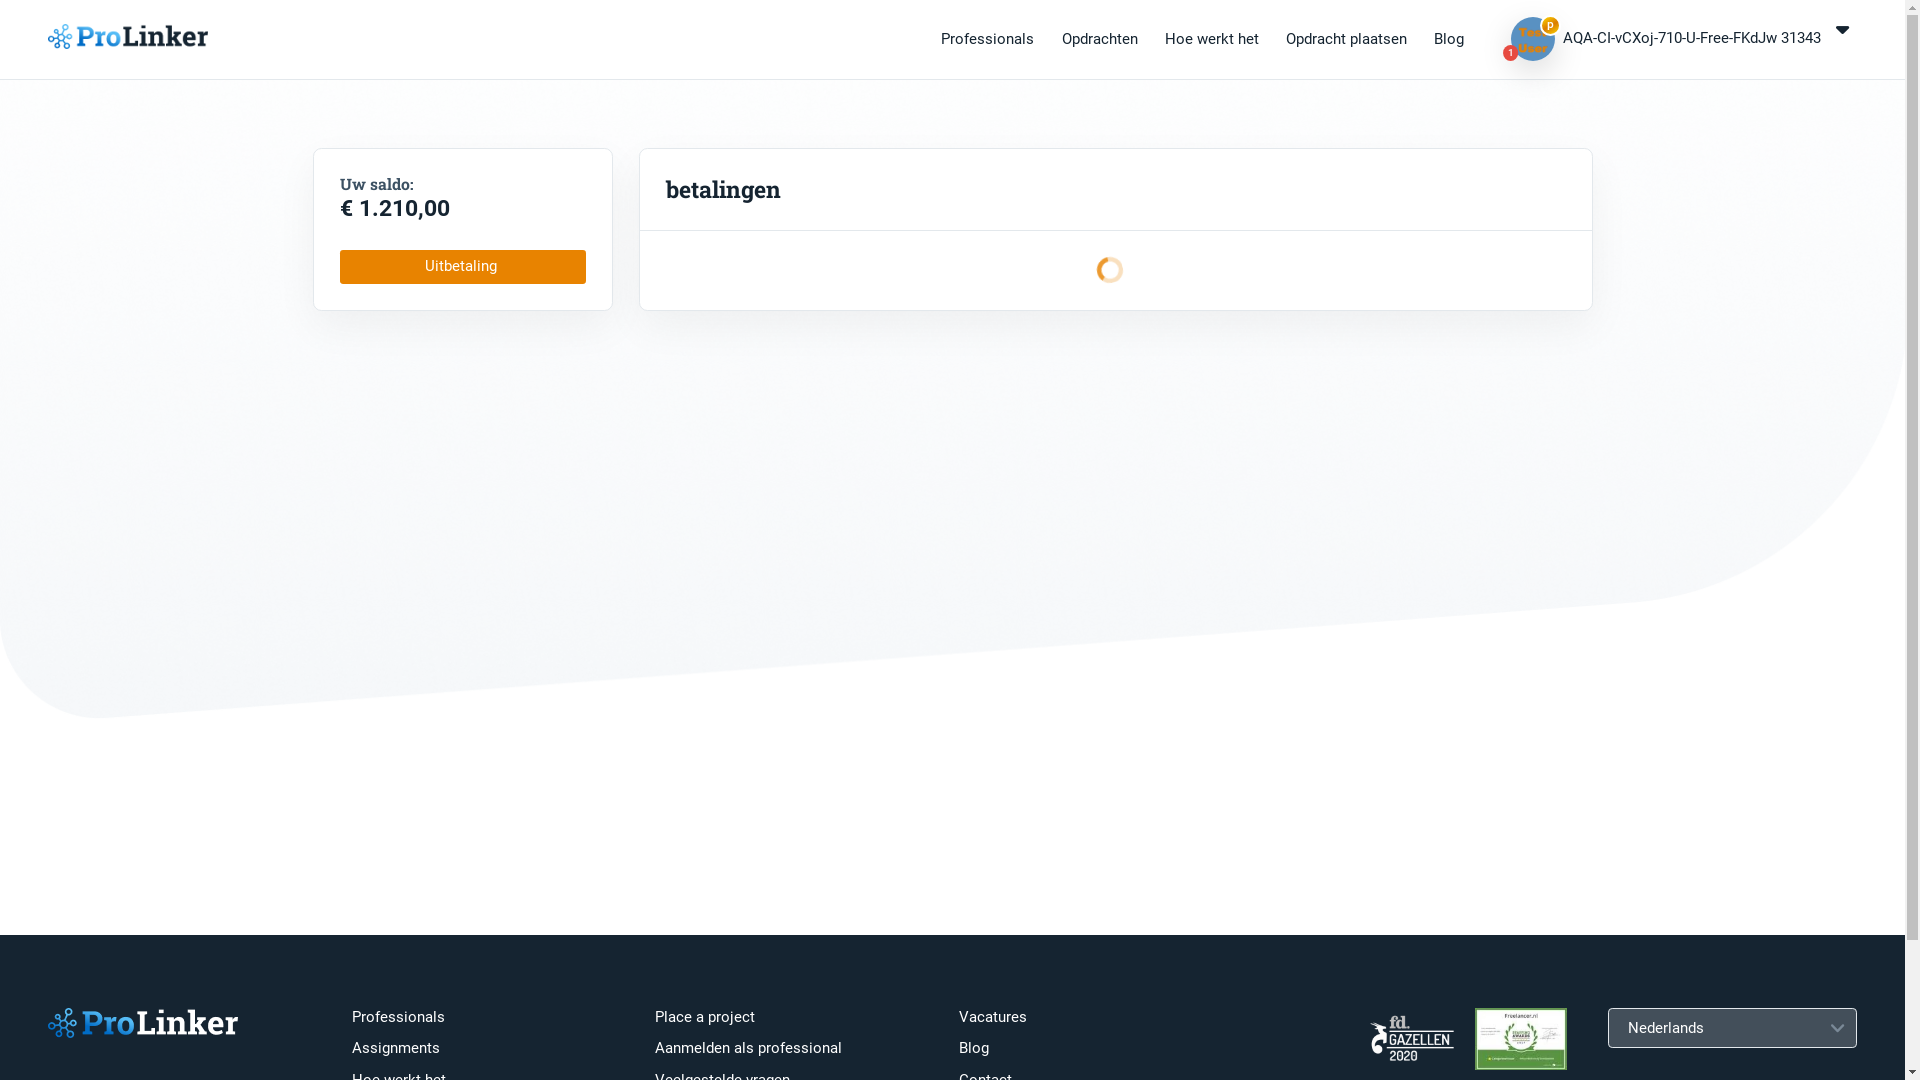 ProLinker
Professionals
Opdrachten
Hoe werkt het
Opdracht plaatsen
Blog
P
1
AQA-CI-vCXoj-710-U-Free-FKdJw 31343
Uw saldo:
€ 1.210,00
Uitbetaling
betalingen
ProLinker
Professionals
Assignments
Hoe werkt het
Place a project
Aanmelden als professional
Veelgestelde vragen
Vacatures
Blog
Contact
fd.
GAZELLEN
2020
Freelancer.nl
Nederlands